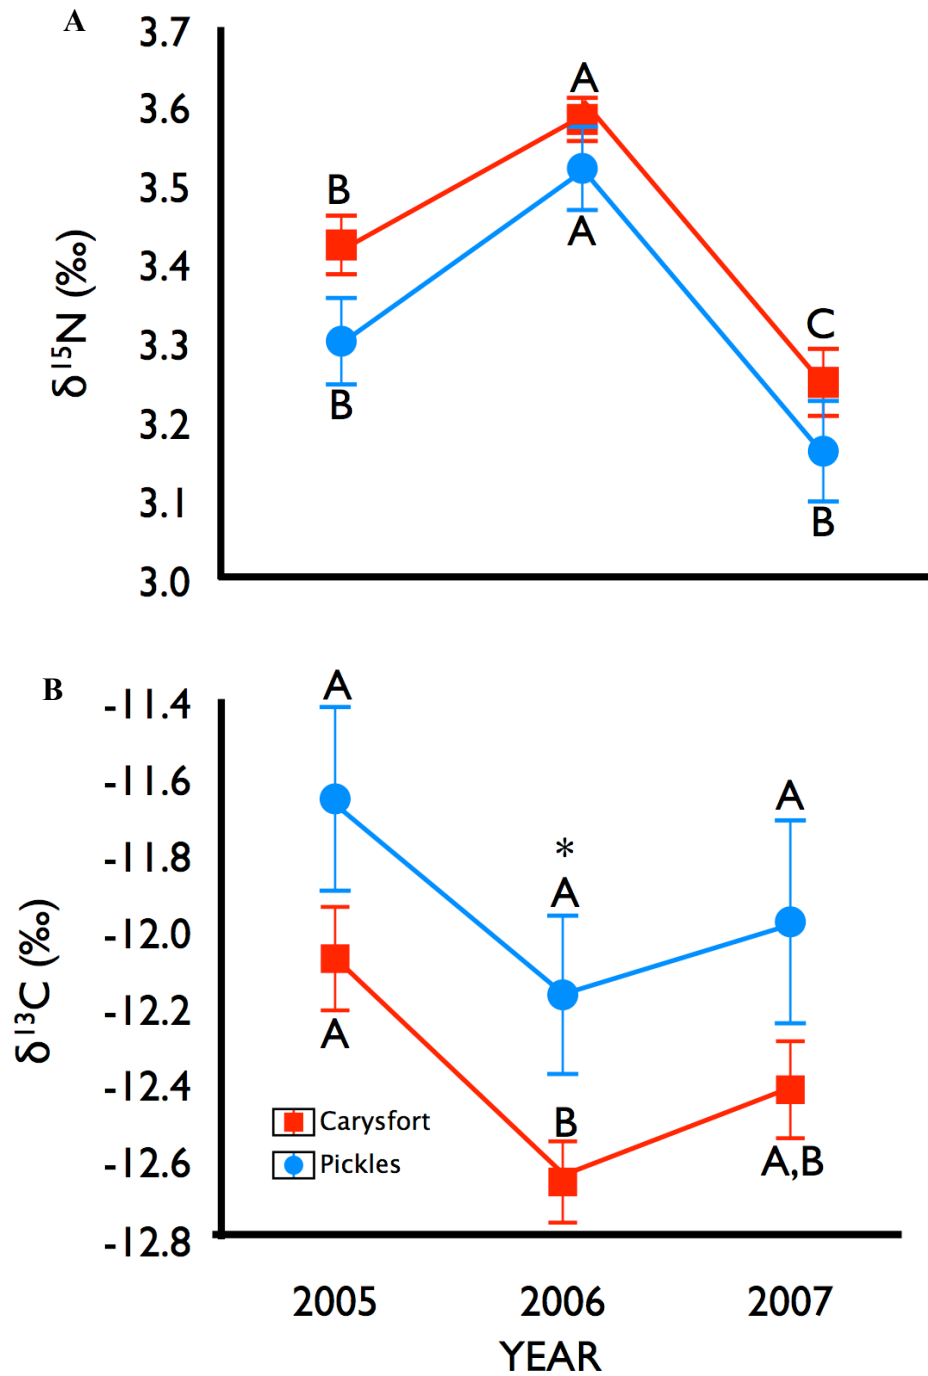 A
3.7
3.6
3.5
3.4
3.3
3.2
3.1
3.0
δ¹⁵N (‰)
A
B
A
C
B
B
B
-11.4
-11.6
-11.8
-12.0
-12.2
-12.4
-12.6
-12.8
δ¹³C (‰)
A
A
*
A
A
B
A,B
Carysfort
Pickles
2005 2006 2007
YEAR